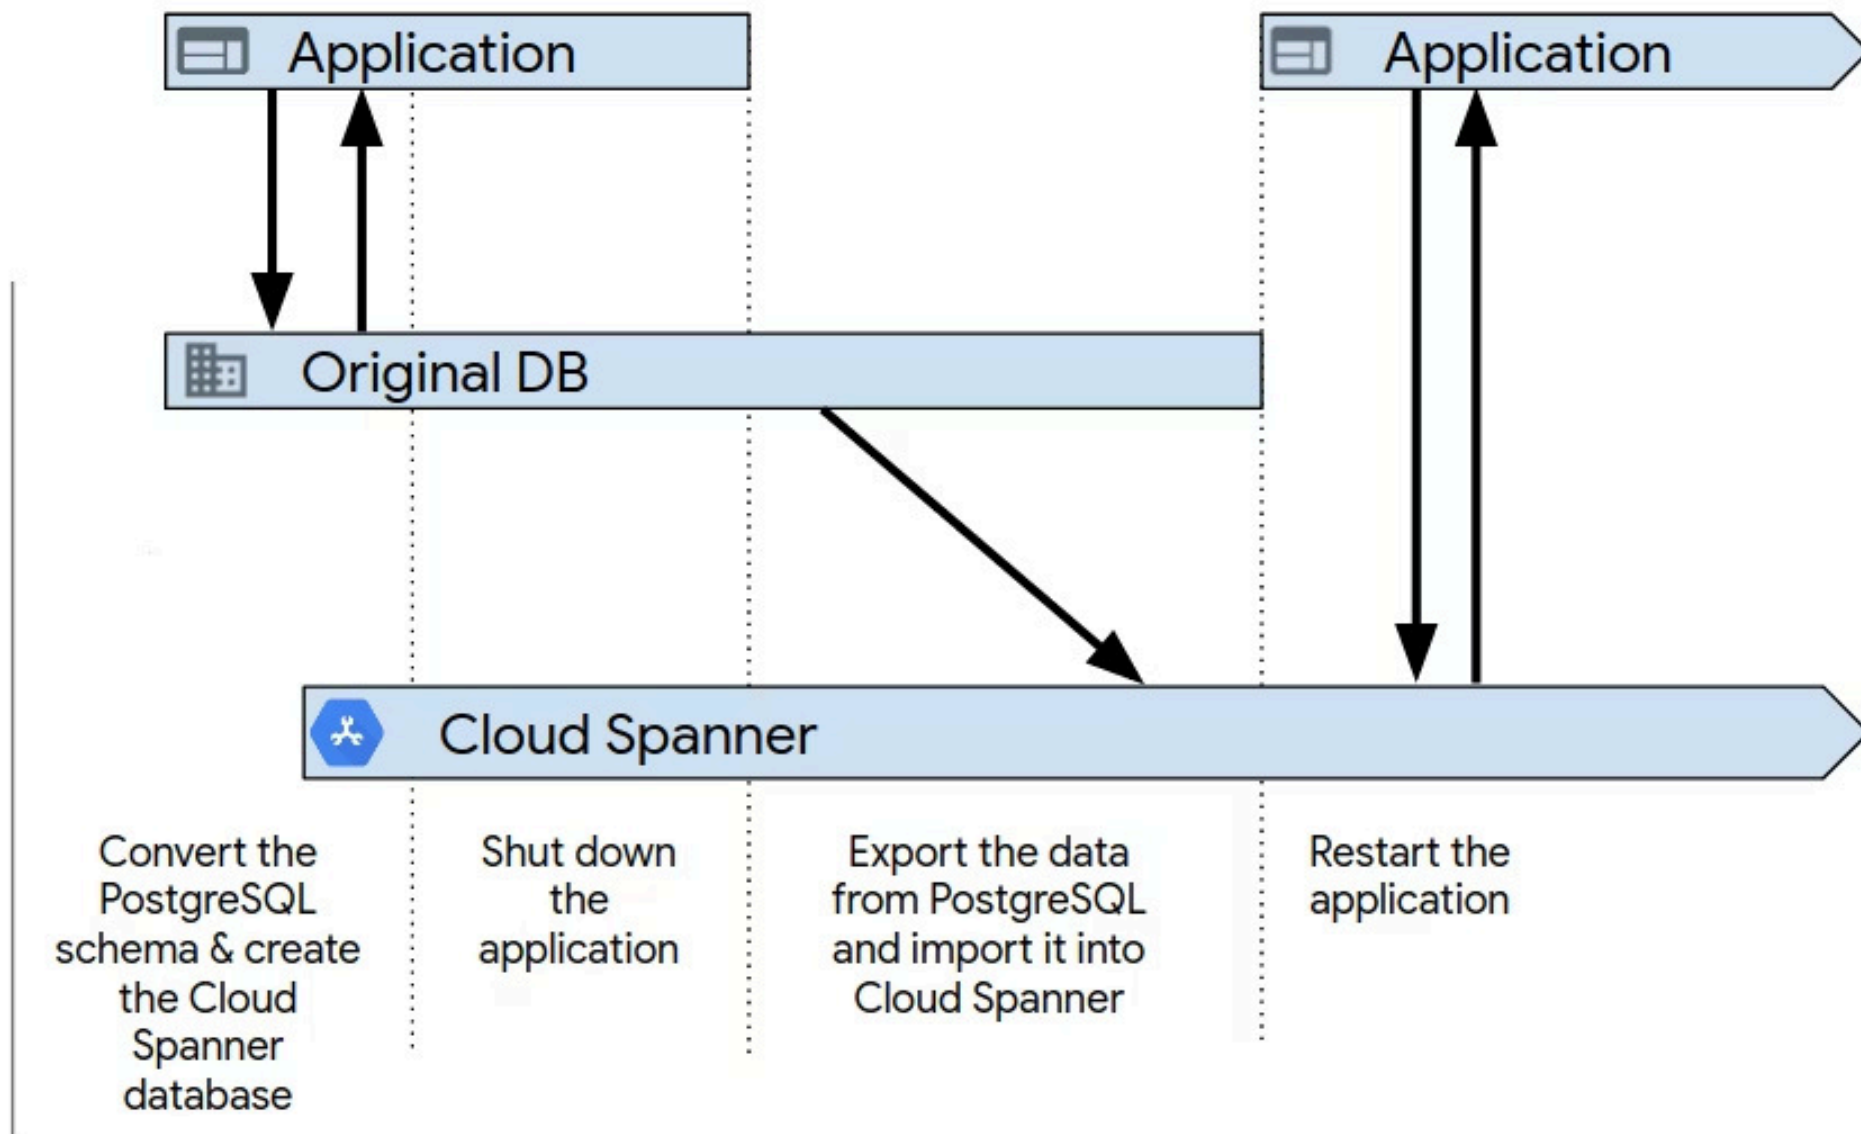 Application
Application
Original DB
Cloud Spanner
Convert the
PostgreSQL
schema & create
the Cloud
Spanner
database
Shut down
the
application
Export the data
from PostgreSQL
and import it into
Cloud Spanner
Restart the
application